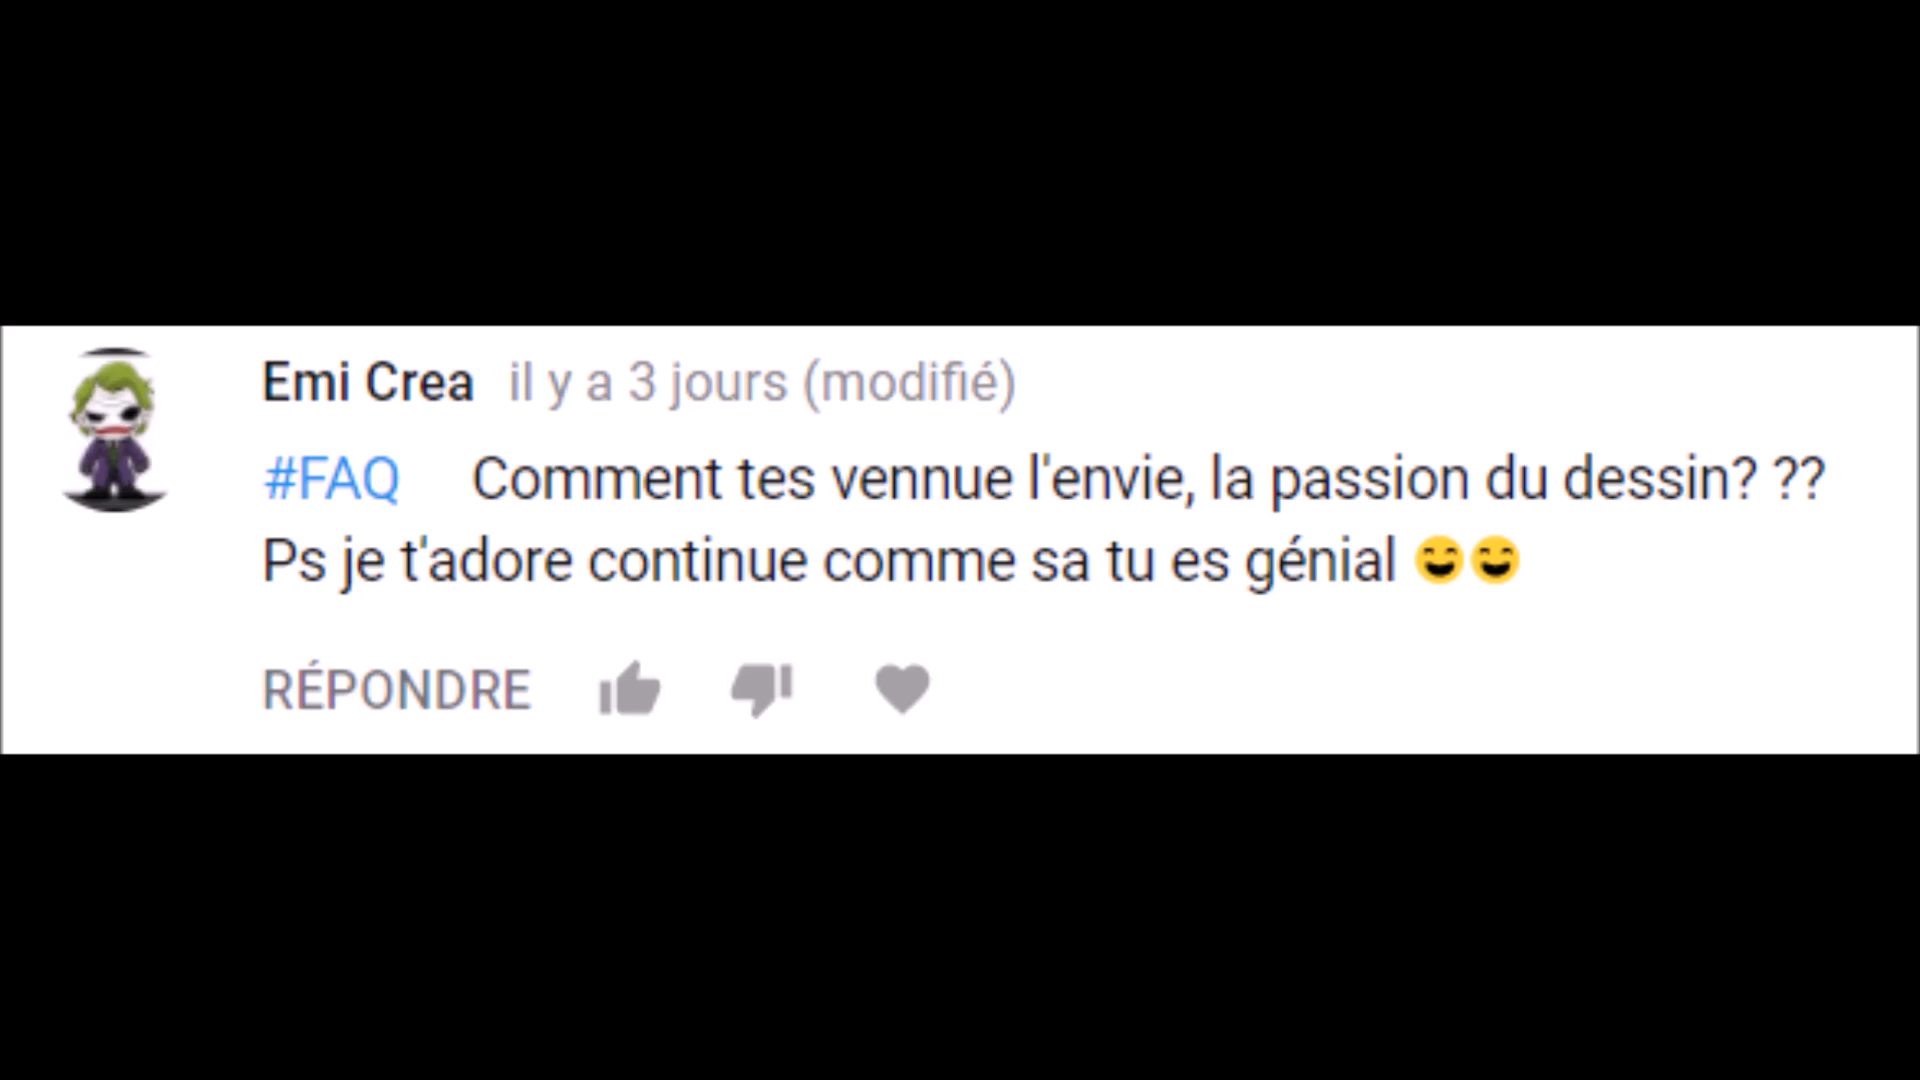 Emi Crea il y a 3 jours (modifié)
#FAQ Comment tes vennue l'envie, la passion du dessin? ??
Ps je t'adore continue comme sa tu es génial 😄😄
RÉPONDRE